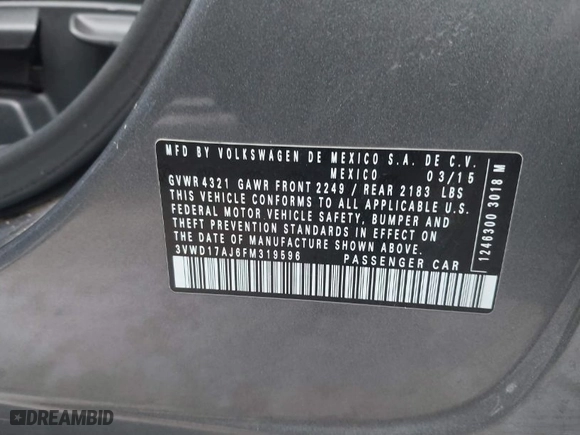 MFD BY VOLKSWAGEN DE MEXICO S.A. DE C.V.
MEXICO 03/15
GVWR 4321 GAWR FRONT 2249 / REAR 2183 LBS
THIS VEHICLE CONFORMS TO ALL APPLICABLE U.S.
FEDERAL MOTOR VEHICLE SAFETY, BUMPER AND
THEFT PREVENTION STANDARDS IN EFFECT ON
THE DATE OF MANUFACTURE SHOWN ABOVE.
3VWD17AJ6FM319596 PASSENGER CAR
1246300 3018 M
DREAMBID